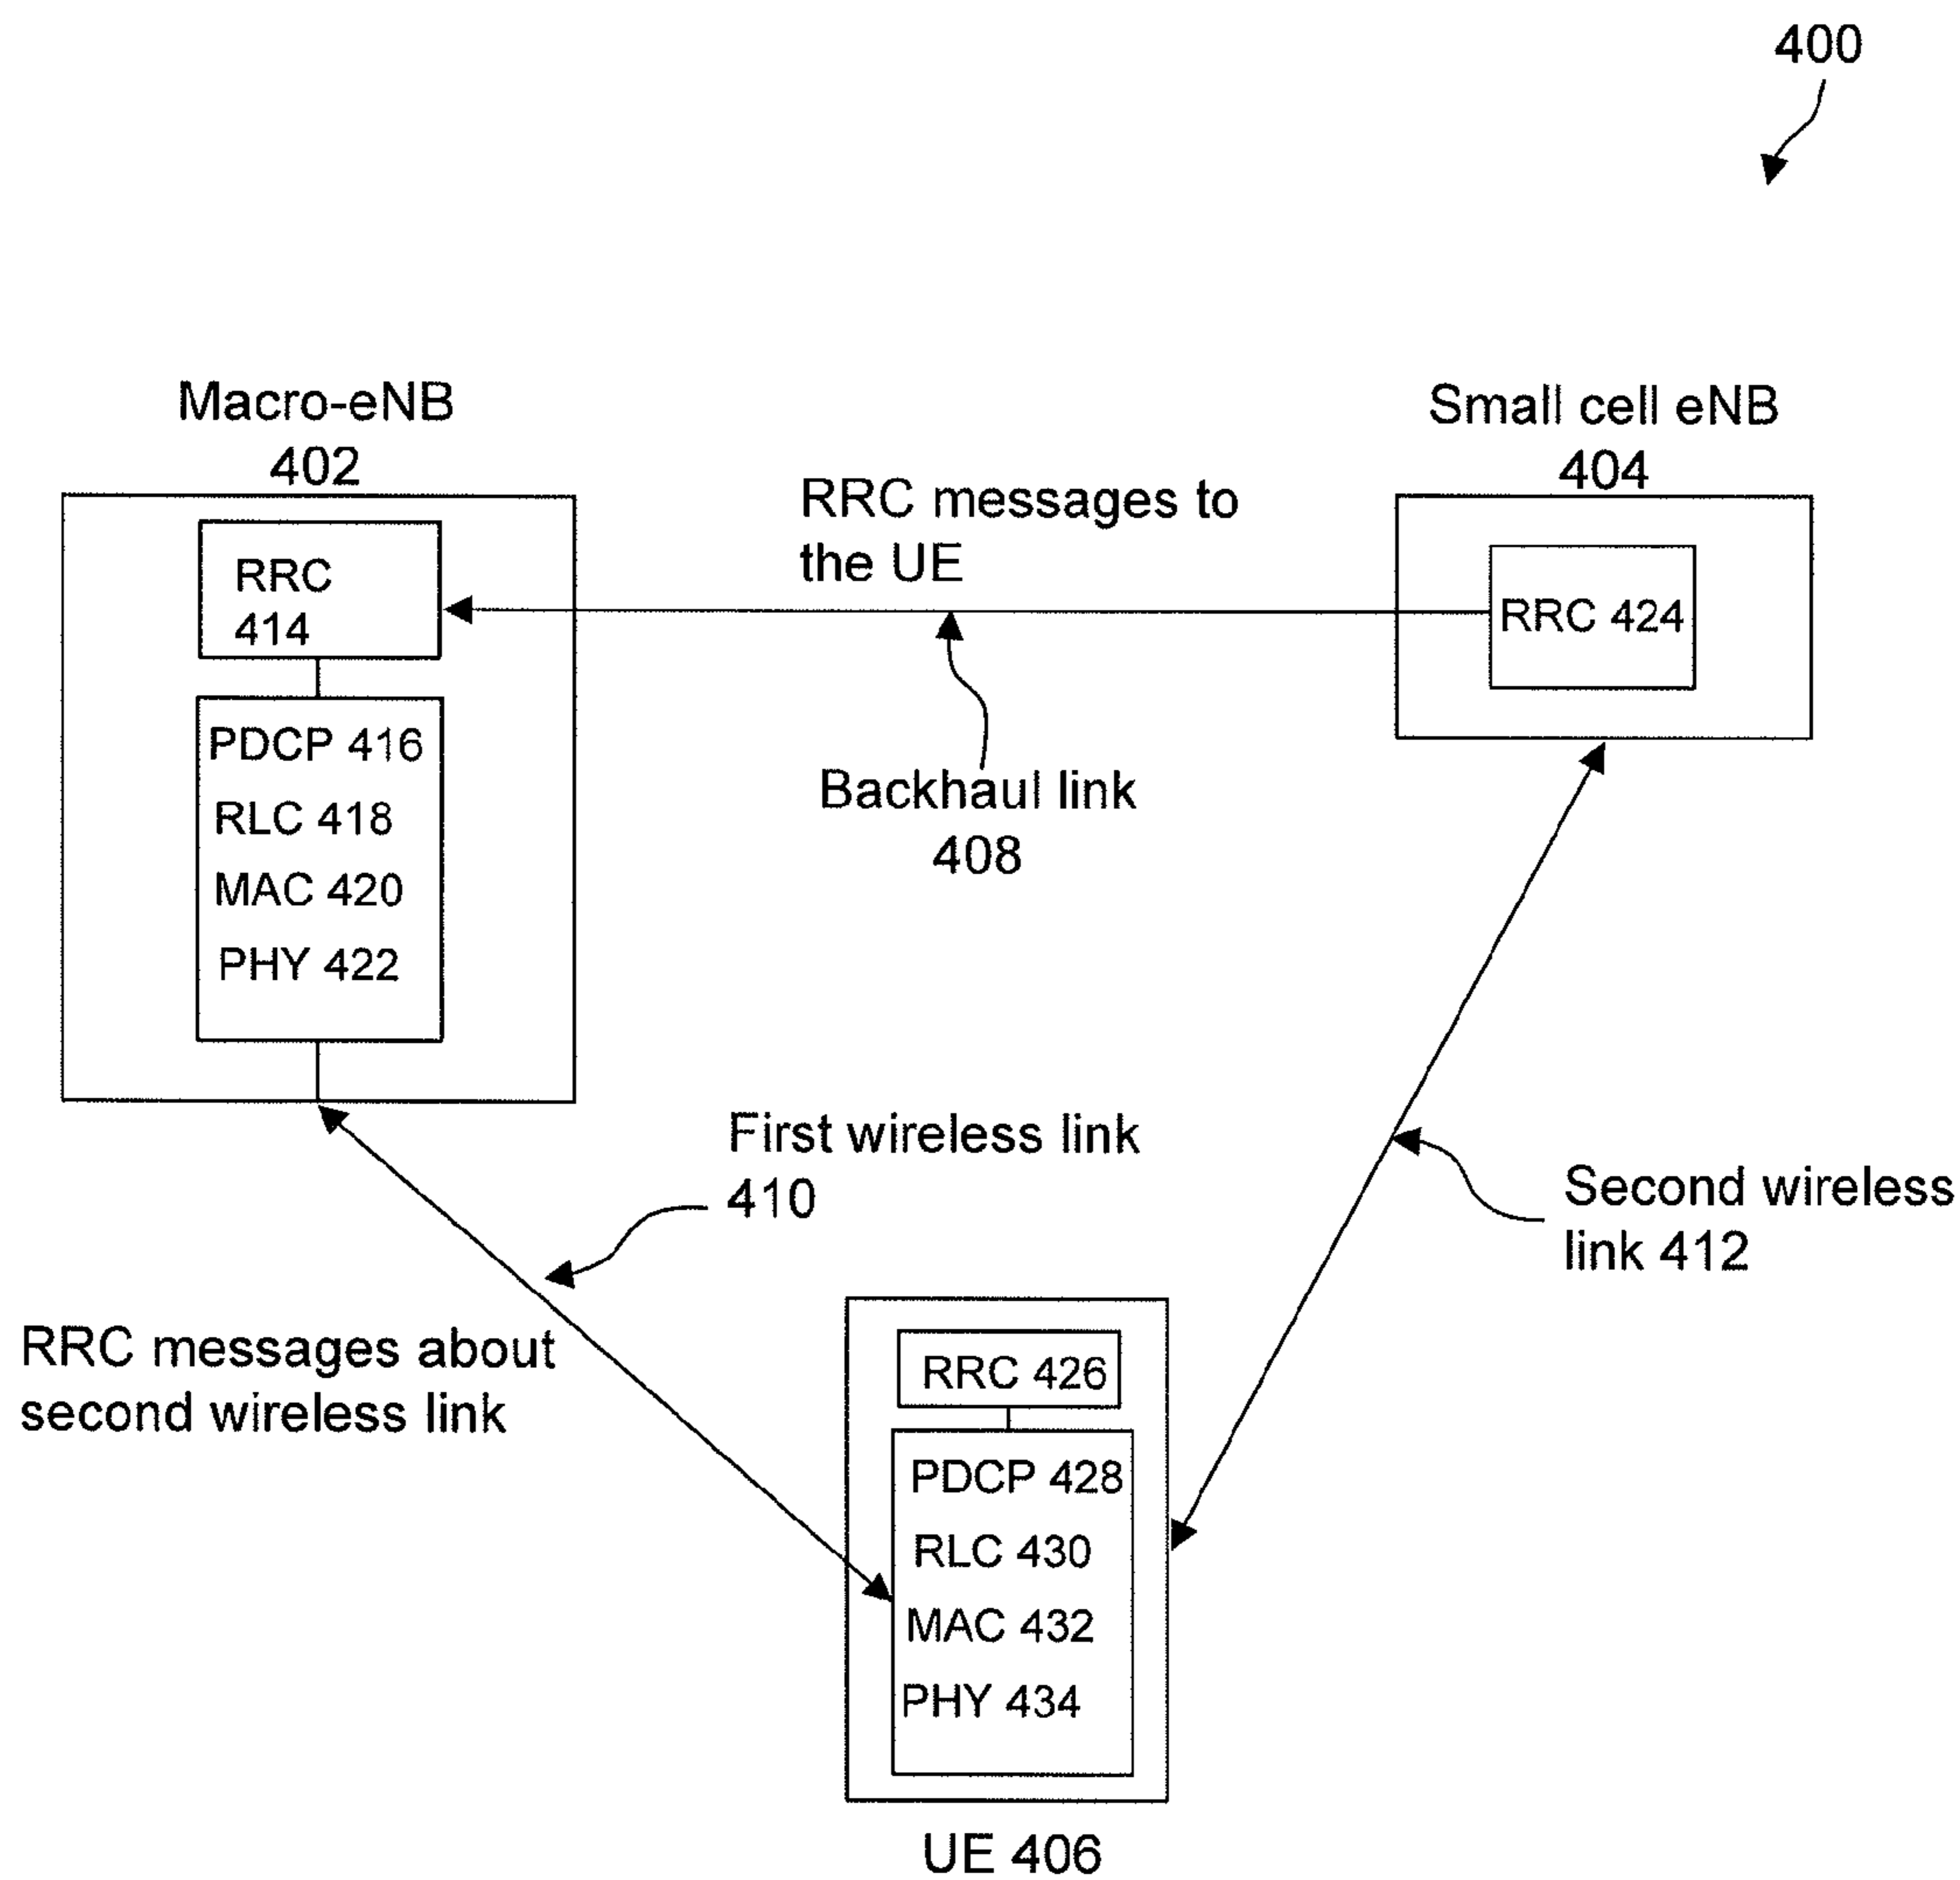 400
Macro-eNB
402
Small cell eNB
404
RRC messages to
the UE
RRC
414
RRC 424
PDCP 416
RLC 418
MAC 420
PHY 422
Backhaul link
408
First wireless link
410
Second wireless
link 412
RRC messages about
second wireless link
RRC 426
PDCP 428
RLC 430
MAC 432
PHY 434
UE 406